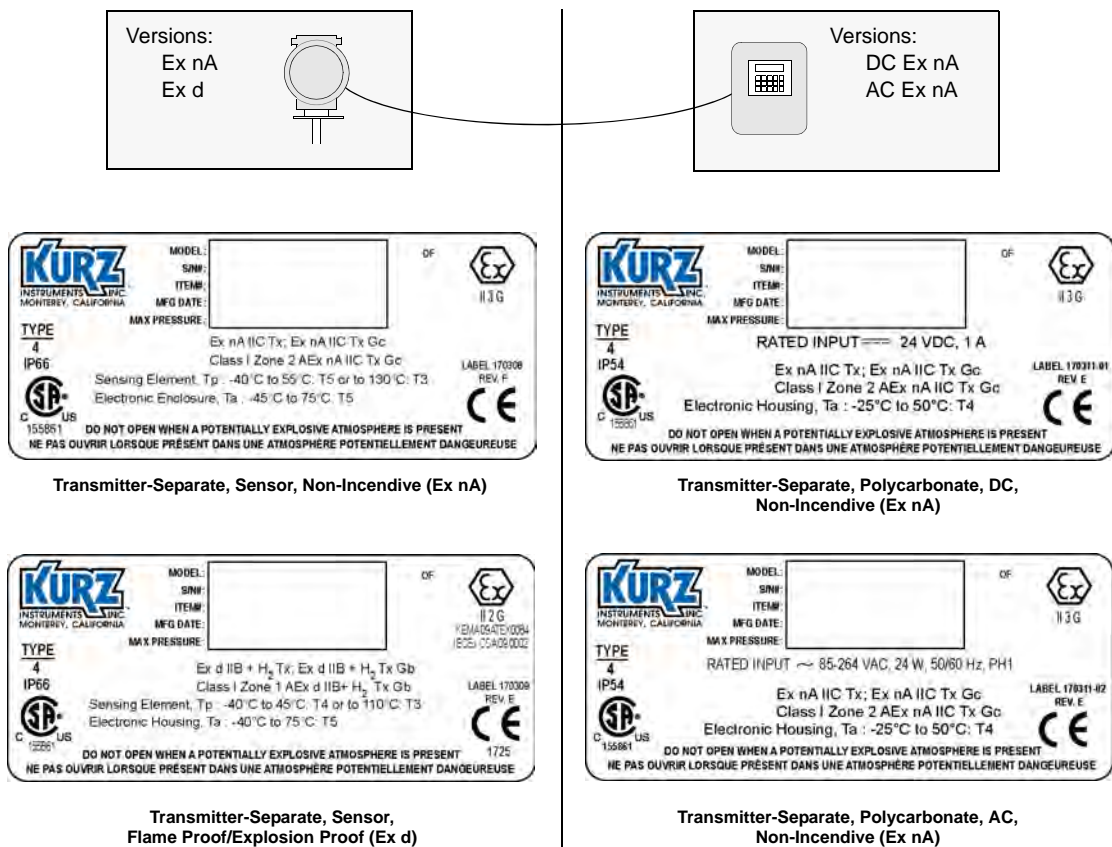 Versions:
Ex nA
Ex d
Versions:
DC Ex nA
AC Ex nA
KURZ
INSTRUMENTS INC.
MONTEREY, CALIFORNIA
MODEL:
S/N#:
ITEM#:
MFG DATE:
MAX PRESSURE:
OF
Ex
II 3 G
TYPE
4
IP66
Ex nA IIC Tx; Ex nA IIC Tx Gc
Class I Zone 2 AEx nA IIC Tx Gc
Sensing Element, Tp : -40°C to 55°C: T5 or to 130°C: T3
Electronic Enclosure, Ta : -45°C to 75°C: T5
LABEL 170308
REV. F
CE
C US
155861
DO NOT OPEN WHEN A POTENTIALLY EXPLOSIVE ATMOSPHERE IS PRESENT
NE PAS OUVRIR LORSQUE PRÉSENT DANS UNE ATMOSPHÈRE POTENTIELLEMENT DANGEUREUSE
Transmitter-Separate, Sensor, Non-Incendive (Ex nA)
KURZ
INSTRUMENTS INC.
MONTEREY, CALIFORNIA
MODEL:
S/N#:
ITEM#:
MFG DATE:
MAX PRESSURE:
OF
Ex
II 3 G
RATED INPUT 24 VDC, 1 A
TYPE
4
IP54
Ex nA IIC Tx; Ex nA IIC Tx Gc
Class I Zone 2 AEx nA IIC Tx Gc
Electronic Housing, Ta : -25°C to 50°C: T4
LABEL 170311-01
REV. E
CE
C US
155861
DO NOT OPEN WHEN A POTENTIALLY EXPLOSIVE ATMOSPHERE IS PRESENT
NE PAS OUVRIR LORSQUE PRÉSENT DANS UNE ATMOSPHÈRE POTENTIELLEMENT DANGEUREUSE
Transmitter-Separate, Polycarbonate, DC,
Non-Incendive (Ex nA)
KURZ
INSTRUMENTS INC.
MONTEREY, CALIFORNIA
MODEL:
S/N#:
ITEM#:
MFG DATE:
MAX PRESSURE:
OF
Ex
II 2 G
KEMA09ATEX0084
IECEx CSA09.0002
TYPE
4
IP66
Ex d IIB + H2 Tx; Ex d IIB + H2 Tx Gb
Class I Zone 1 AEx d IIB+ H2 Tx Gb
Sensing Element, Tp : -40°C to 45°C: T4 or to 110°C: T3
Electronic Housing, Ta : -40°C to 75°C: T5
LABEL 170309
REV. E
CE
1725
C US
155861
DO NOT OPEN WHEN A POTENTIALLY EXPLOSIVE ATMOSPHERE IS PRESENT
NE PAS OUVRIR LORSQUE PRÉSENT DANS UNE ATMOSPHÈRE POTENTIELLEMENT DANGEUREUSE
Transmitter-Separate, Sensor,
Flame Proof/Explosion Proof (Ex d)
KURZ
INSTRUMENTS INC.
MONTEREY, CALIFORNIA
MODEL:
S/N#:
ITEM#:
MFG DATE:
MAX PRESSURE:
OF
Ex
II 3 G
RATED INPUT ~ 85-264 VAC, 24 W, 50/60 Hz, PH1
TYPE
4
IP54
Ex nA IIC Tx; Ex nA IIC Tx Gc
Class I Zone 2 AEx nA IIC Tx Gc
Electronic Housing, Ta : -25°C to 50°C: T4
LABEL 170311-02
REV. E
CE
C US
155861
DO NOT OPEN WHEN A POTENTIALLY EXPLOSIVE ATMOSPHERE IS PRESENT
NE PAS OUVRIR LORSQUE PRÉSENT DANS UNE ATMOSPHÈRE POTENTIELLEMENT DANGEUREUSE
Transmitter-Separate, Polycarbonate, AC,
Non-Incendive (Ex nA)